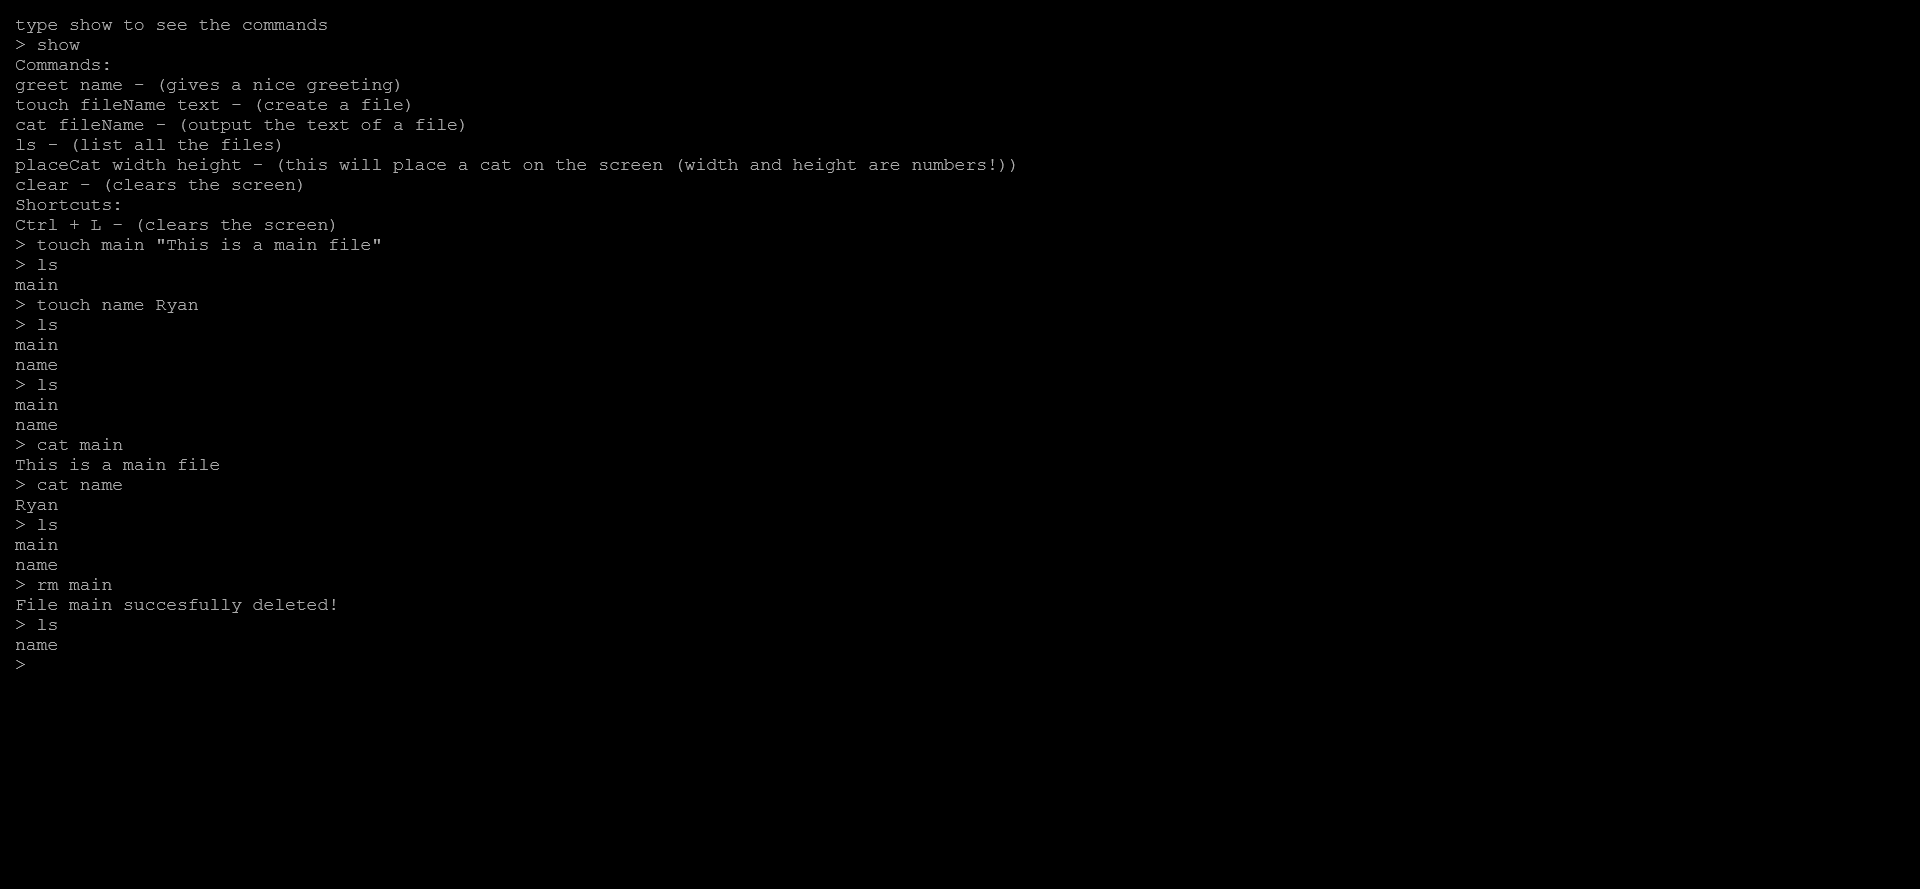 type show to see the commands
> show
Commands:
greet name - (gives a nice greeting)
touch fileName text - (create a file)
cat fileName - (output the text of a file)
ls - (list all the files)
placeCat width height - (this will place a cat on the screen (width and height are numbers!))
clear - (clears the screen)
Shortcuts:
Ctrl + L - (clears the screen)
> touch main "This is a main file"
> ls
main
> touch name Ryan
> ls
main
name
> ls
main
name
> cat main
This is a main file
> cat name
Ryan
> ls
main
name
> rm main
File main succesfully deleted!
> ls
name
>